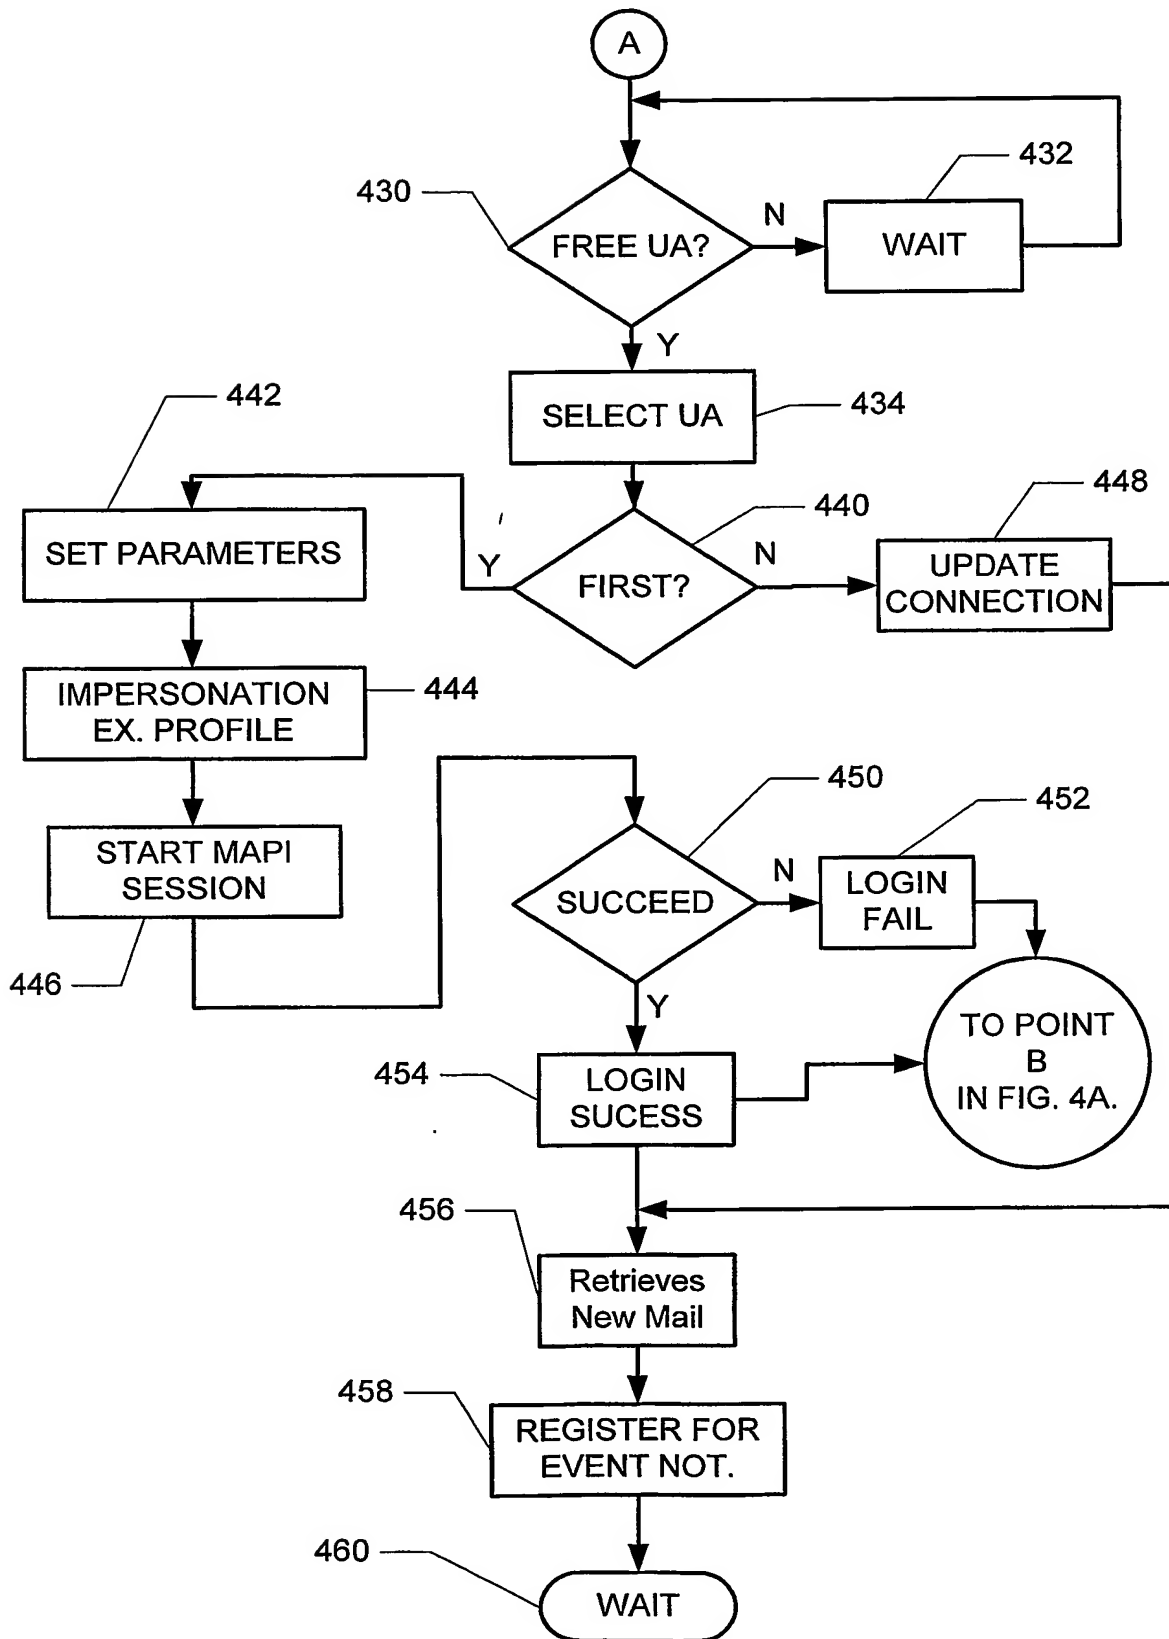 A
432
430
N
FREE UA?
WAIT
Y
442
SELECT UA
434
440
448
SET PARAMETERS
Y
FIRST?
N
UPDATE
CONNECTION
IMPERSONATION
EX. PROFILE
444
450
452
START MAPI
SESSION
SUCCEED
N
LOGIN
FAIL
446
Y
TO POINT
B
IN FIG. 4A.
454
LOGIN
SUCESS
456
Retrieves
New Mail
458
REGISTER FOR
EVENT NOT.
460
WAIT